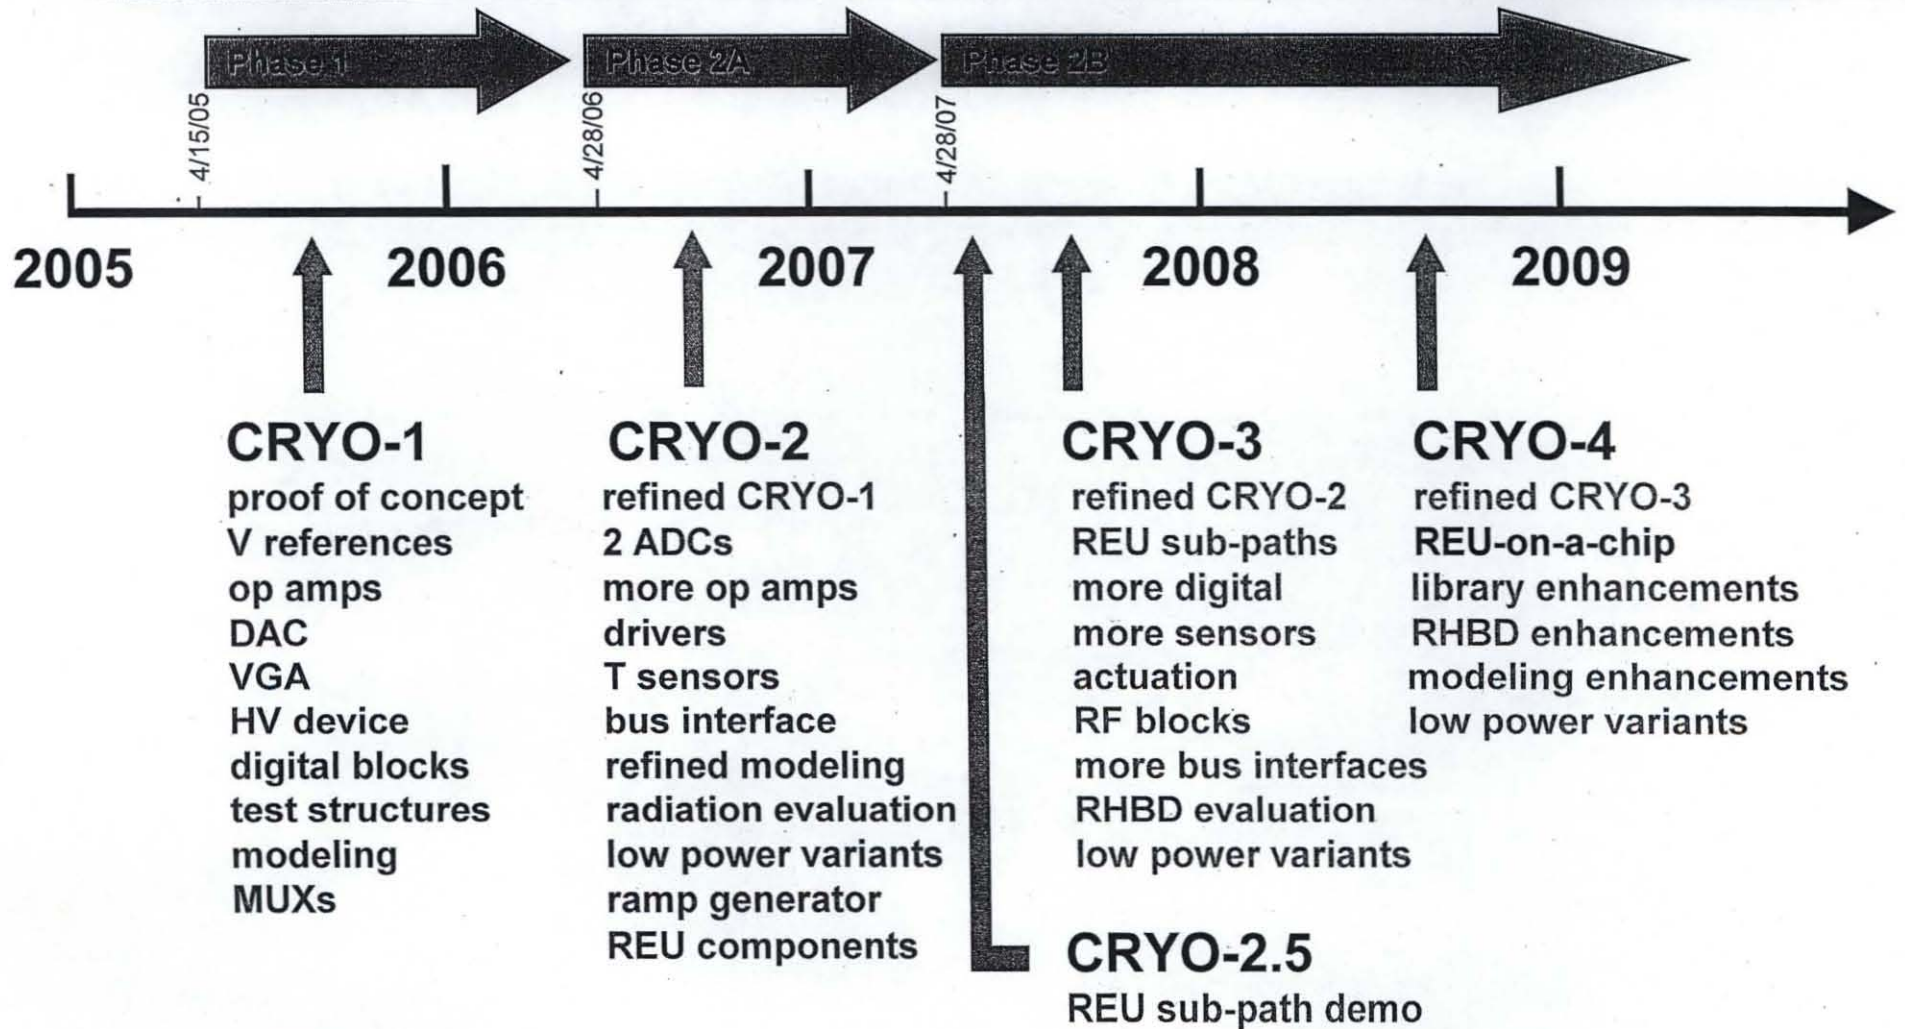 Phase 1
Phase 2A
Phase 2B
4/15/05
4/28/06
4/28/07
2005
2006
2007
2008
2009
CRYO-1
proof of concept
V references
op amps
DAC
VGA
HV device
digital blocks
test structures
modeling
MUXs
CRYO-2
refined CRYO-1
2 ADCs
more op amps
drivers
T sensors
bus interface
refined modeling
radiation evaluation
low power variants
ramp generator
REU components
CRYO-3
refined CRYO-2
REU sub-paths
more digital
more sensors
actuation
RF blocks
more bus interfaces
RHBD evaluation
low power variants
CRYO-4
refined CRYO-3
REU-on-a-chip
library enhancements
RHBD enhancements
modeling enhancements
low power variants
CRYO-2.5
REU sub-path demo